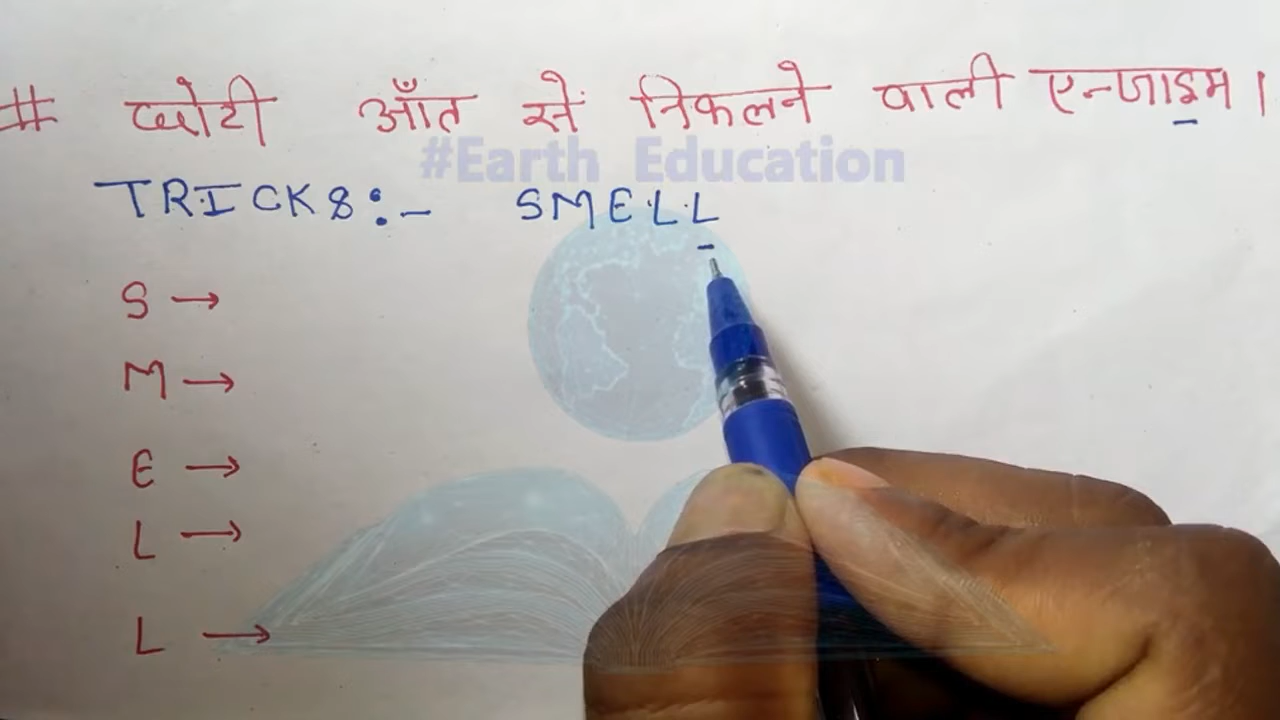 # छोटी आँत सें निकलने वाली एन्जाइम।
#Earth Education
TRICKS:- SMELL
S →
M →
E →
L →
L →